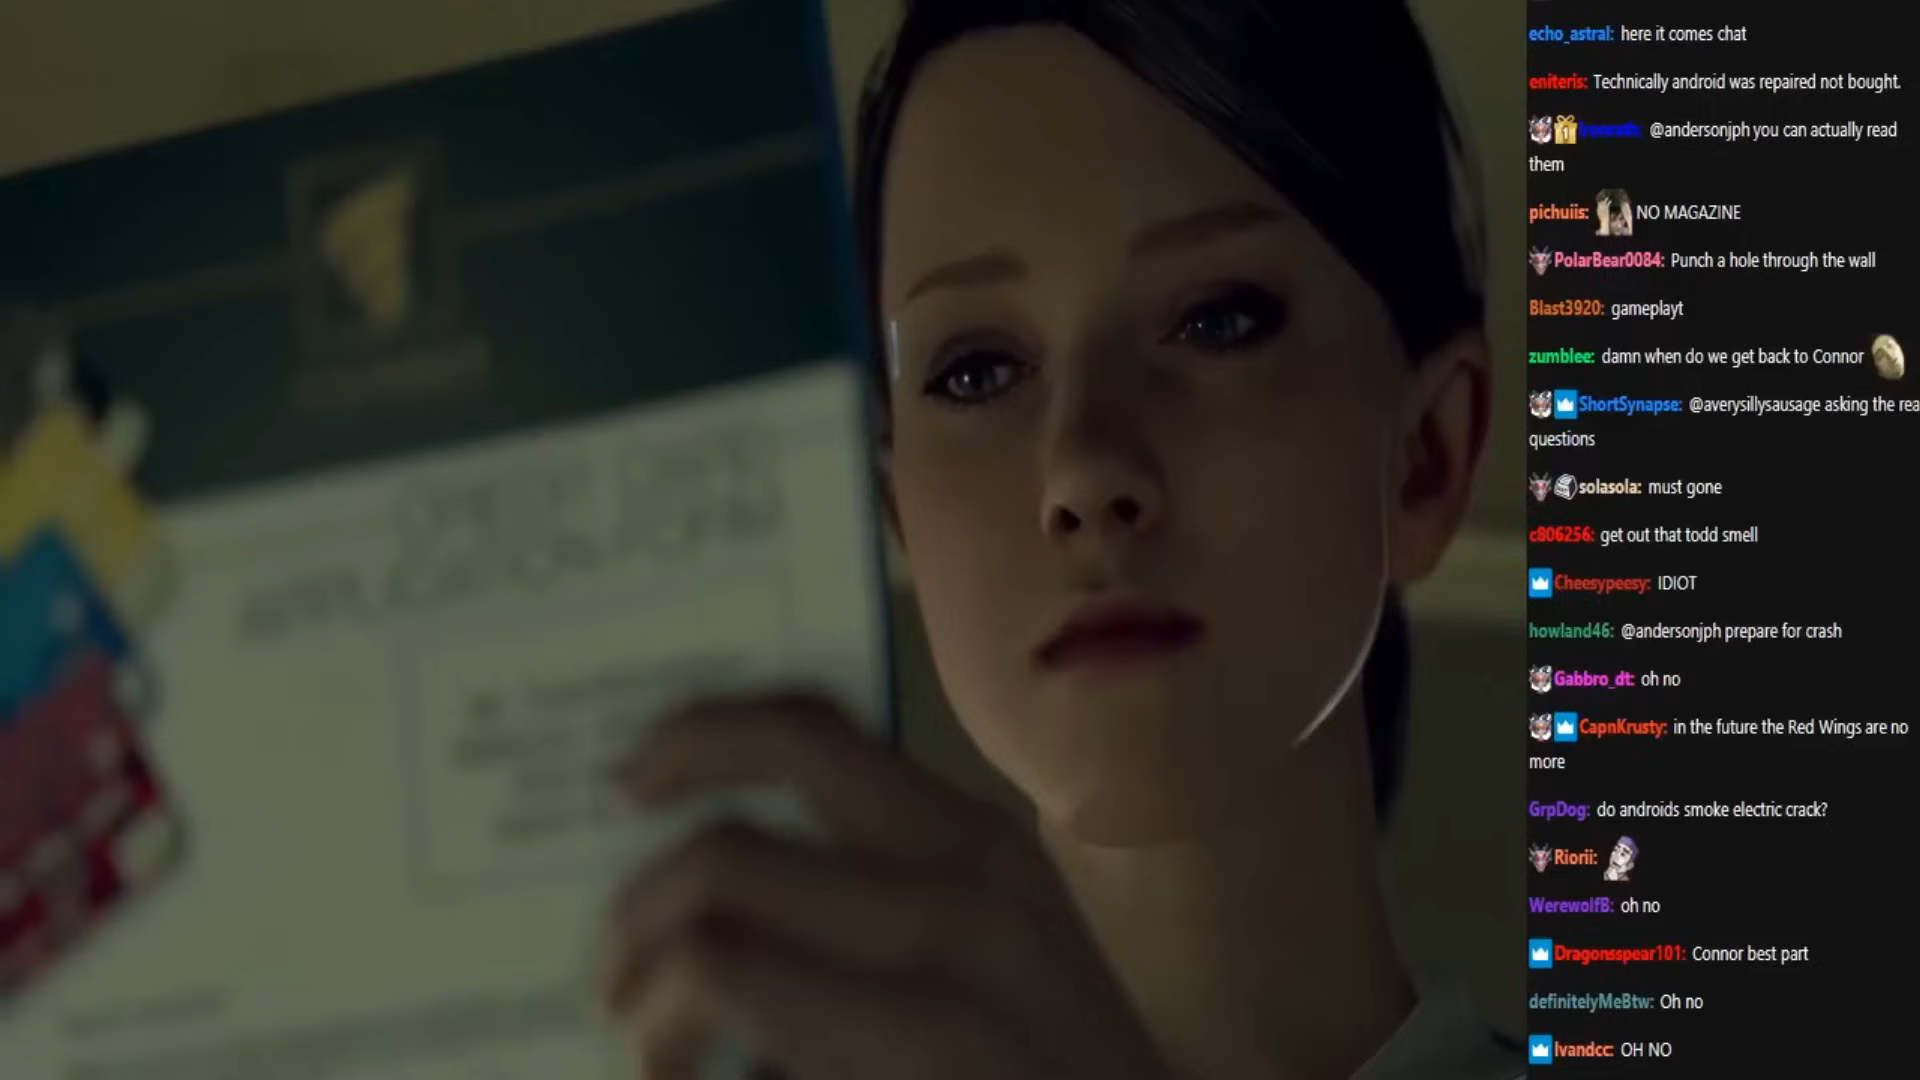 echo_astral: here it comes chat
eniteris: Technically android was repaired not bought.
@andersonjph you can actually read
them
pichuiis: NO MAGAZINE
PolarBear0084: Punch a hole through the wall
Blast3920: gameplayt
zumblee: damn when do we get back to Connor
ShortSynapse: @averysillysausage asking the rea
questions
solasola: must gone
c806256: get out that todd smell
Cheesypeesy: IDIOT
howland46: @andersonjph prepare for crash
Gabbro_dt: oh no
CapnKrusty: in the future the Red Wings are no
more
GrpDog: do androids smoke electric crack?
Riorii:
WerewolfB: oh no
Dragonsspear101: Connor best part
definitelyMeBtw: Oh no
Ivandcc: OH NO
APPLICATION FORM